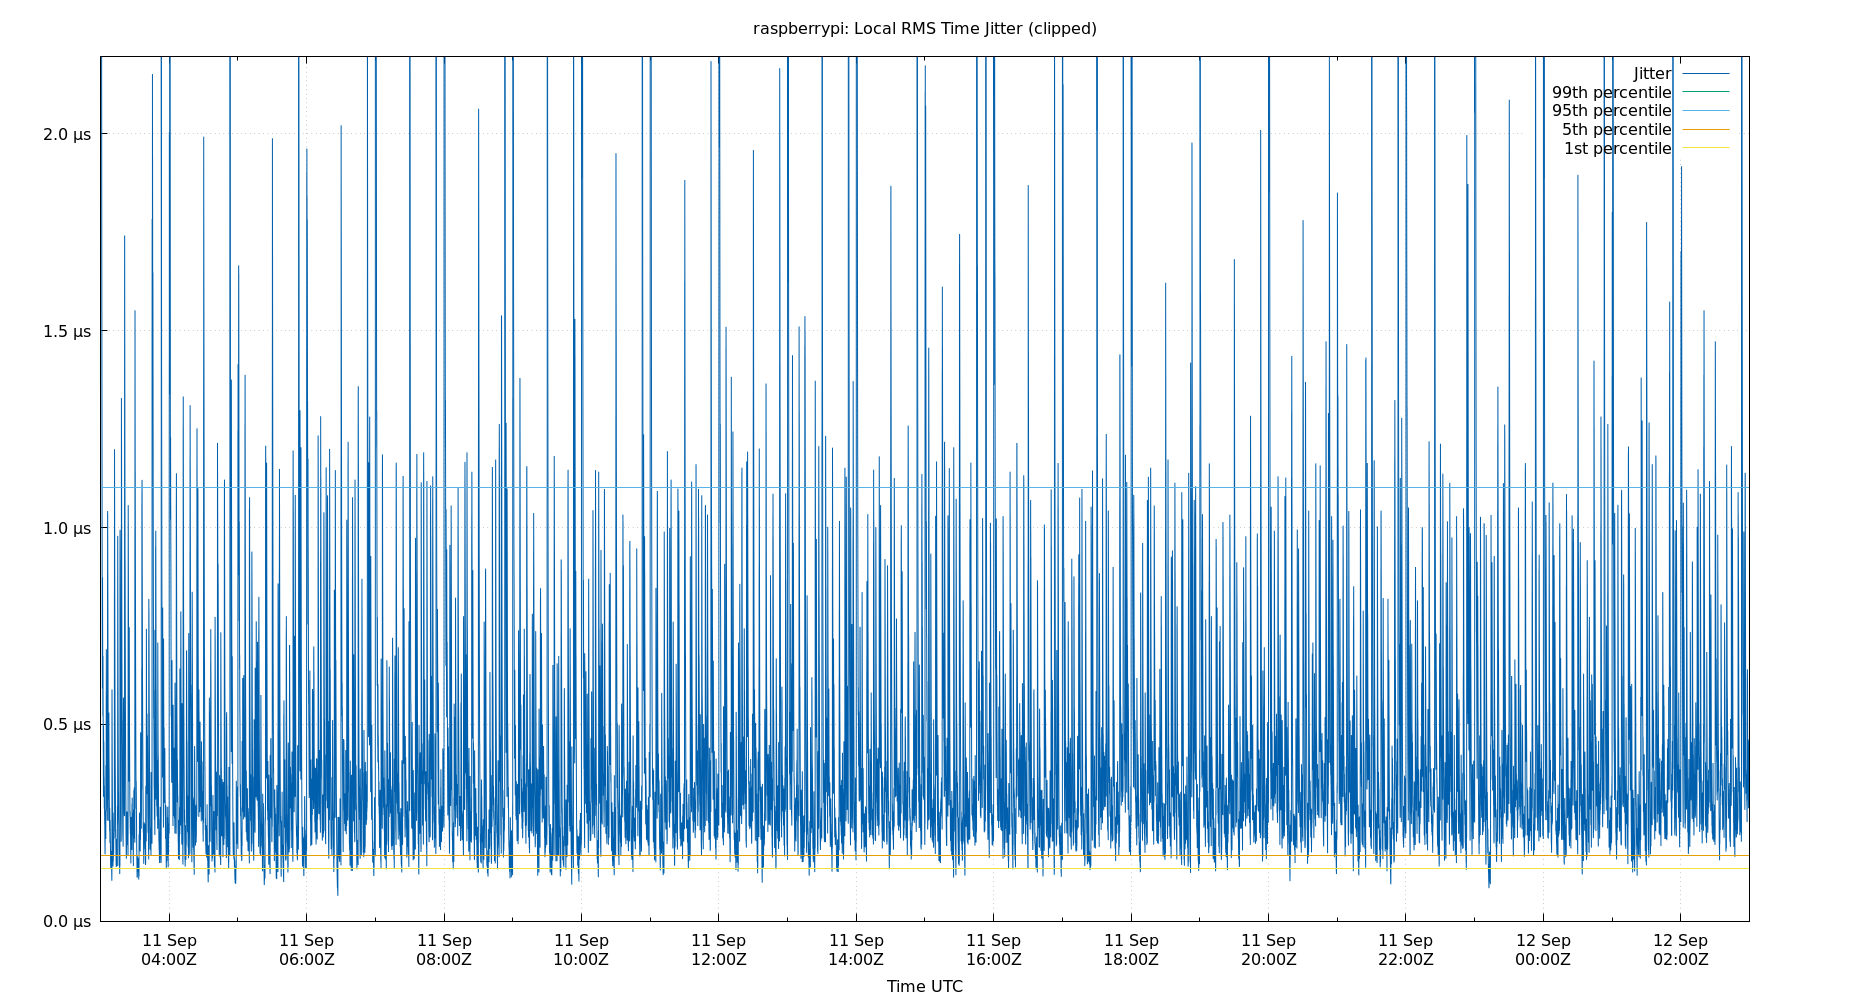 raspberrypi: Local RMS Time Jitter (clipped)
Jitter
99th percentile
95th percentile
5th percentile
1st percentile
2.0 µs
1.5 µs
1.0 µs
0.5 µs
0.0 µs
11 Sep 11 Sep 11 Sep 11 Sep 11 Sep 11 Sep 11 Sep 11 Sep 11 Sep 11 Sep 12 Sep 12 Sep
04:00Z 06:00Z 08:00Z 10:00Z 12:00Z 14:00Z 16:00Z 18:00Z 20:00Z 22:00Z 00:00Z 02:00Z
Time UTC